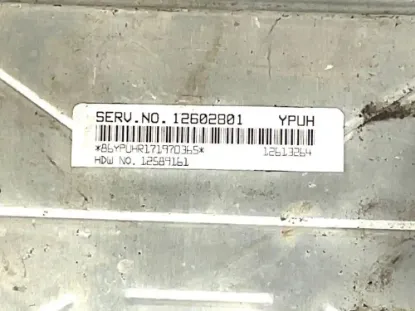 SERV.NO. 12602801 YPUH
*86YPUHR171970365* 12613264
HDW NO. 12589161